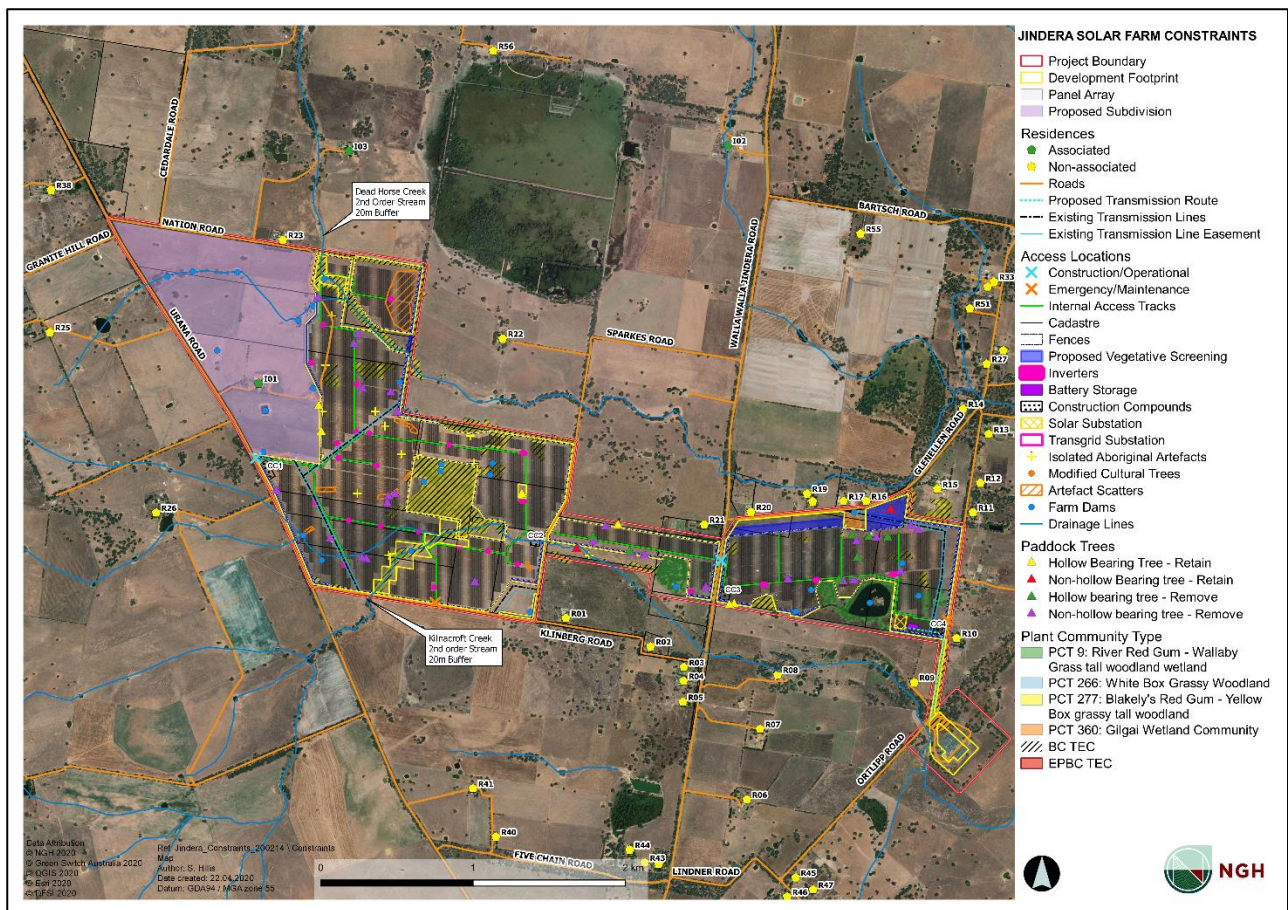 JINDERA SOLAR FARM CONSTRAINTS
Project Boundary
Development Footprint
Panel Array
Proposed Subdivision
Residences
Associated
Non-associated
Roads
Proposed Transmission Route
Existing Transmission Lines
Existing Transmission Line Easement
Access Locations
Construction/Operational
Emergency/Maintenance
Internal Access Tracks
Cadastre
Fences
Proposed Vegetative Screening
Inverters
Battery Storage
Construction Compounds
Solar Substation
Transgrid Substation
Isolated Aboriginal Artefacts
Modified Cultural Trees
Artefact Scatters
Farm Dams
Drainage Lines
Paddock Trees
Hollow Bearing Tree - Retain
Non-hollow Bearing tree - Retain
Hollow bearing tree - Remove
Non-hollow bearing tree - Remove
Plant Community Type
PCT 9: River Red Gum - Wallaby
Grass tall woodland wetland
PCT 266: White Box Grassy Woodland
PCT 277: Blakely's Red Gum - Yellow
Box grassy tall woodland
PCT 360: Gilgai Wetland Community
BC TEC
EPBC TEC
NGH
R56
CEDARDALE ROAD
I03
I02
R38
Dead Horse Creek
2nd Order Stream
20m Buffer
NATION ROAD
R23
GRANITE HILL ROAD
BARTSCH ROAD
R55
WALLA WALLA JINDERA ROAD
URANA ROAD
R33
R51
R25
R22
SPARKES ROAD
R27
I01
R14
R13
GLENELLEN ROAD
CC1
R12
R15
R19
R17
R16
R20
R11
R26
R21
CC2
CC3
CC4
R01
R10
KLINBERG ROAD
Kilnacroft Creek
2nd order Stream
20m Buffer
R02
R03
R04
R08
R09
R05
R07
ORTLIPP ROAD
R41
R06
R40
FIVE CHAIN ROAD
R44
R43
LINDNER ROAD
R45
R47
R46
Data Attribution
© NGH 2020
© Green Switch Australia 2020
© QGIS 2020
© Esri 2020
© DFSI 2020
Ref: Jindera_Constraints_200214 \ Constraints
Map
Author: S. Hillis
Date created: 22.04.2020
Datum: GDA94 / MGA zone 55
0 1 2 km